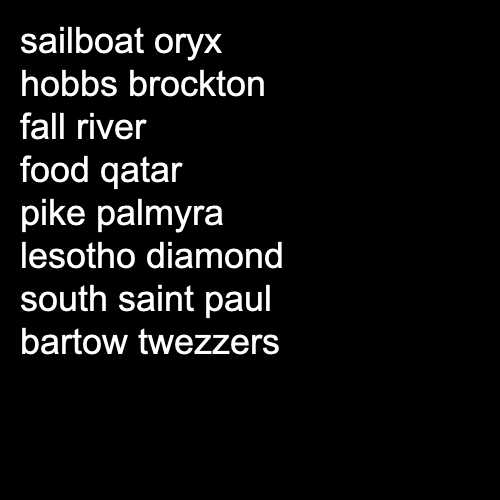 sailboat oryx
hobbs brockton
fall river
food qatar
pike palmyra
lesotho diamond
south saint paul
bartow twezzers